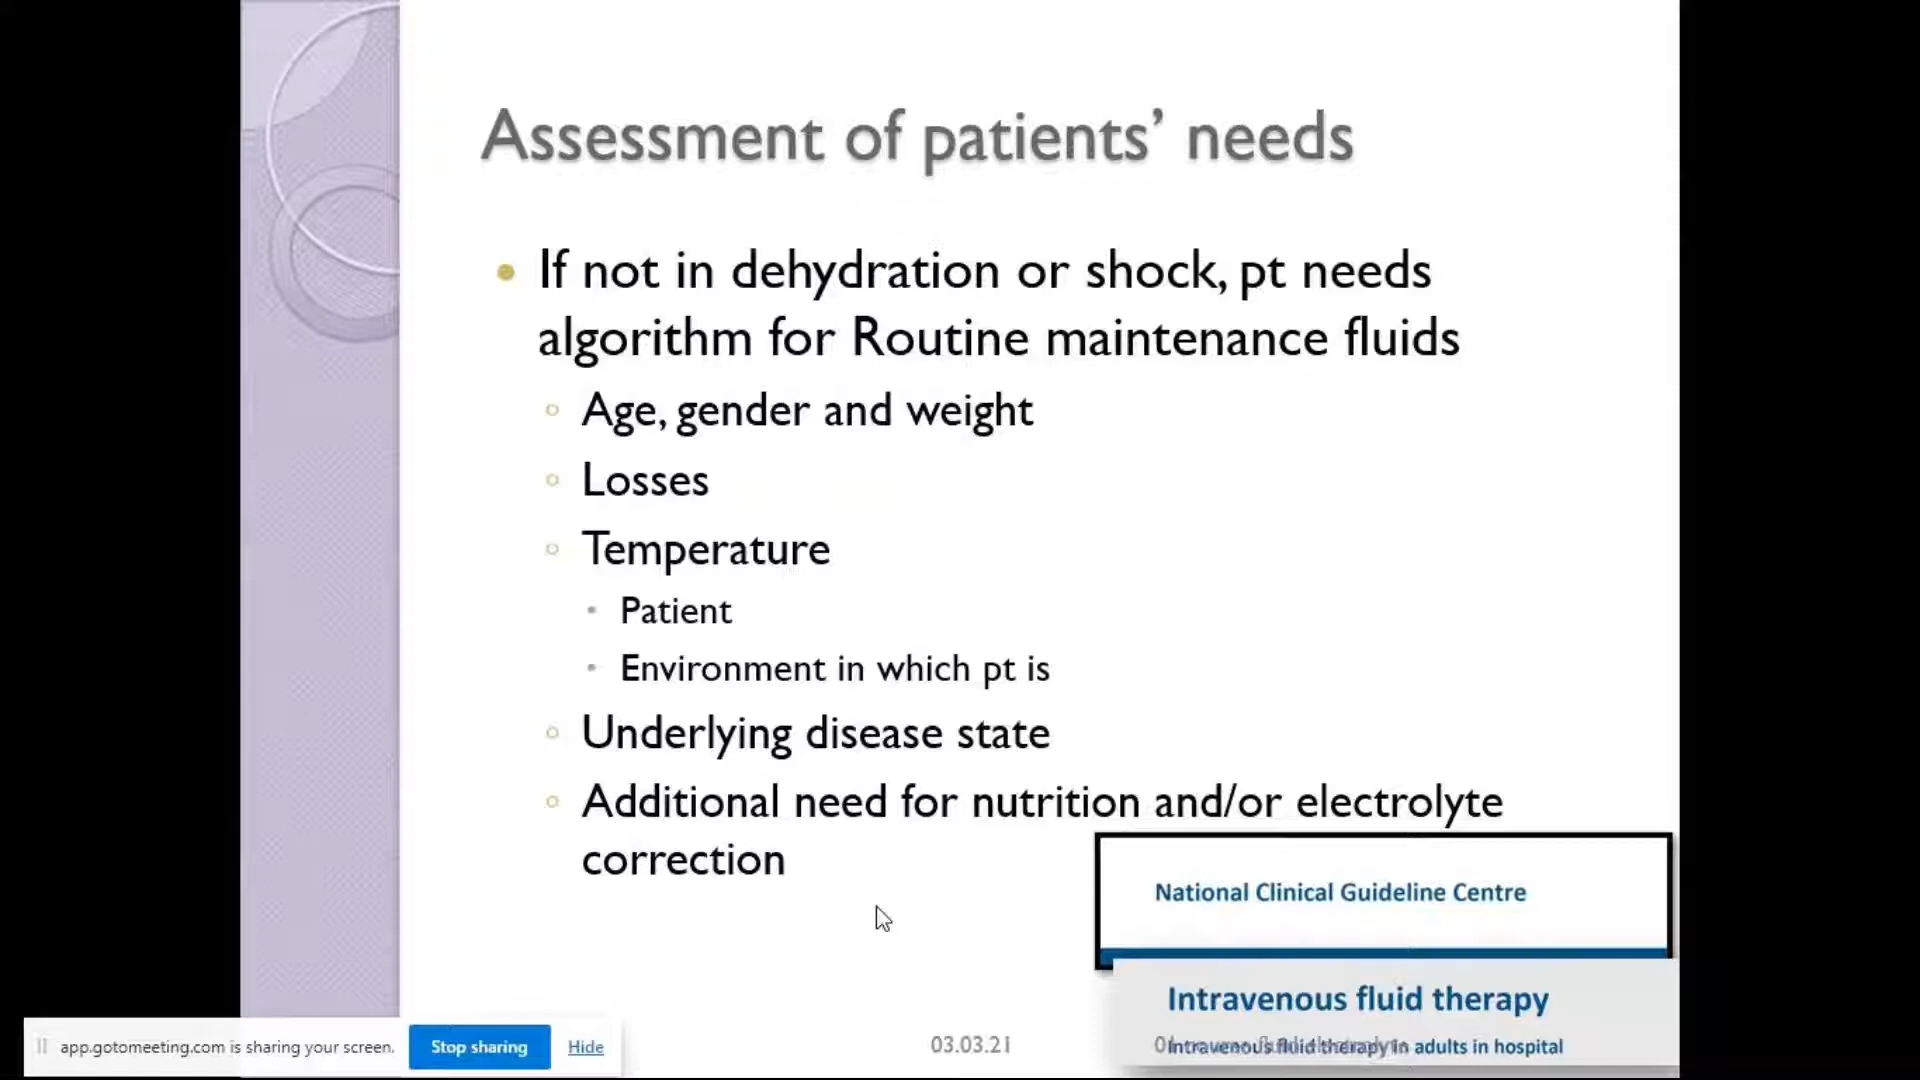 Assessment of patients’ needs
If not in dehydration or shock, pt needs
algorithm for Routine maintenance fluids
Age, gender and weight
Losses
Temperature
Patient
Environment in which pt is
Underlying disease state
Additional need for nutrition and/or electrolyte
correction
National Clinical Guideline Centre
Intravenous fluid therapy
Intravenous fluid therapy in adults in hospital
03.03.21
app.gotomeeting.com is sharing your screen.
Stop sharing
Hide